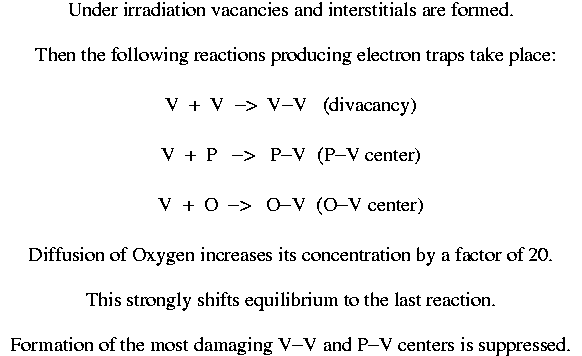 Under irradiation vacancies and interstitials are formed.
Then the following reactions producing electron traps take place:
V + V –> V–V (divacancy)
V + P –> P–V (P–V center)
V + O –> O–V (O–V center)
Diffusion of Oxygen increases its concentration by a factor of 20.
This strongly shifts equilibrium to the last reaction.
Formation of the most damaging V–V and P–V centers is suppressed.